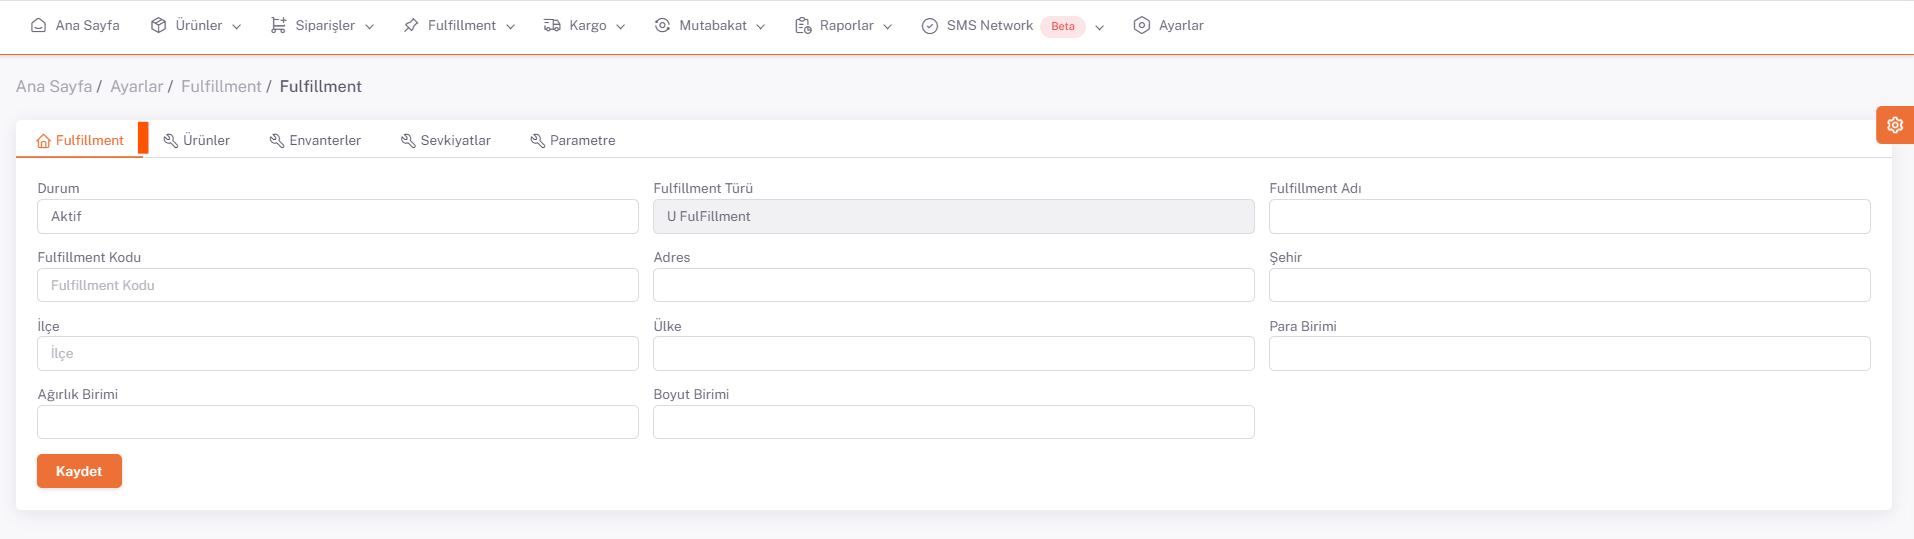 Ana Sayfa Ürünler Siparişler Fulfillment Kargo Mutabakat Raporlar SMS Network Beta Ayarlar
Ana Sayfa / Ayarlar / Fulfillment / Fulfillment
Fulfillment Ürünler Envanterler Sevkiyatlar Parametre
Durum Fulfillment Türü Fulfillment Adı
Aktif U FulFillment
Fulfillment Kodu Adres Şehir
Fulfillment Kodu
İlçe Ülke Para Birimi
İlçe
Ağırlık Birimi Boyut Birimi
Kaydet